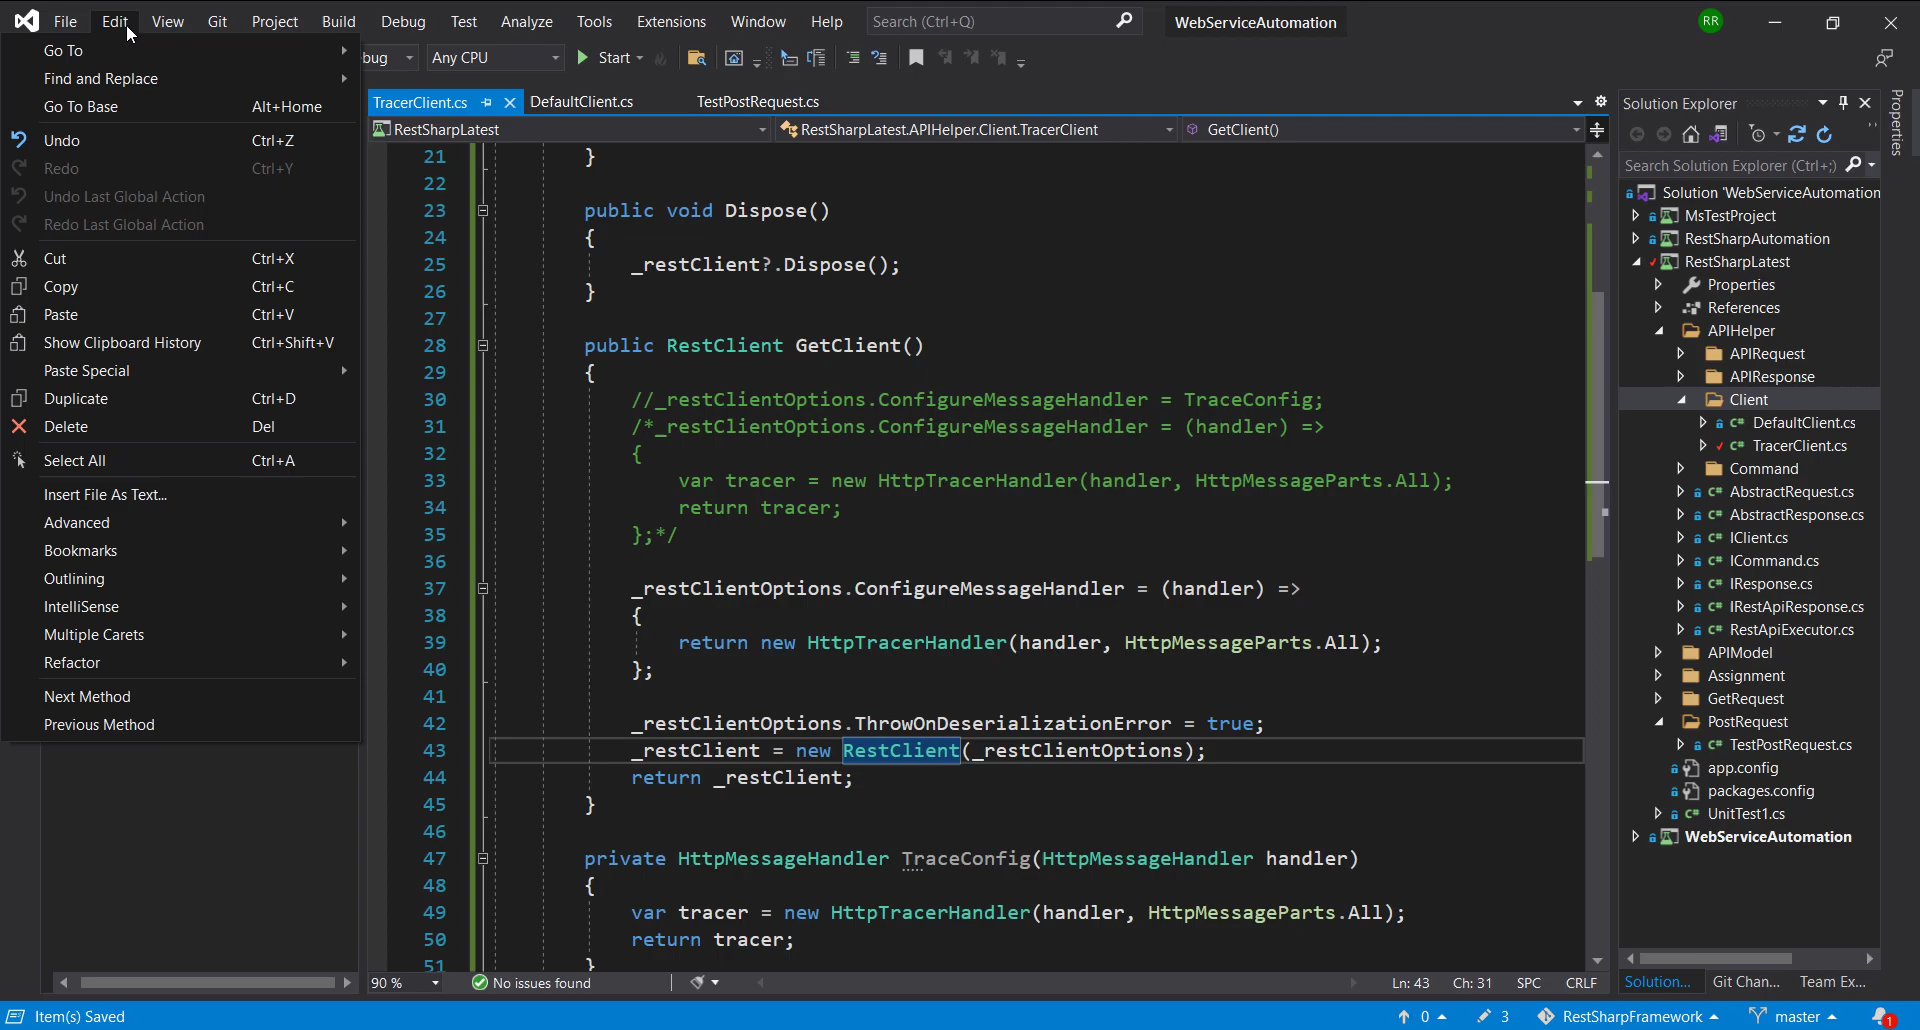 File Edit View Git Project Build Debug Test Analyze Tools Extensions Window Help Search (Ctrl+Q) WebServiceAutomation RR
bug Any CPU Start
Go To
Find and Replace
Go To Base Alt+Home
Undo Ctrl+Z
Redo Ctrl+Y
Undo Last Global Action
Redo Last Global Action
Cut Ctrl+X
Copy Ctrl+C
Paste Ctrl+V
Show Clipboard History Ctrl+Shift+V
Paste Special
Duplicate Ctrl+D
Delete Del
Select All Ctrl+A
Insert File As Text...
Advanced
Bookmarks
Outlining
IntelliSense
Multiple Carets
Refactor
Next Method
Previous Method
TracerClient.cs DefaultClient.cs TestPostRequest.cs
RestSharpLatest RestSharpLatest.APIHelper.Client.TracerClient GetClient()
21 }
22
23 public void Dispose()
24 {
25 _restClient?.Dispose();
26 }
27
28 public RestClient GetClient()
29 {
30 //_restClientOptions.ConfigureMessageHandler = TraceConfig;
31 /*_restClientOptions.ConfigureMessageHandler = (handler) =>
32 {
33 var tracer = new HttpTracerHandler(handler, HttpMessageParts.All);
34 return tracer;
35 };*/
36
37 _restClientOptions.ConfigureMessageHandler = (handler) =>
38 {
39 return new HttpTracerHandler(handler, HttpMessageParts.All);
40 };
41
42 _restClientOptions.ThrowOnDeserializationError = true;
43 _restClient = new RestClient(_restClientOptions);
44 return _restClient;
45 }
46
47 private HttpMessageHandler TraceConfig(HttpMessageHandler handler)
48 {
49 var tracer = new HttpTracerHandler(handler, HttpMessageParts.All);
50 return tracer;
51 }
90 % No issues found Ln: 43 Ch: 31 SPC CRLF
Solution Explorer
Search Solution Explorer (Ctrl+;)
Solution 'WebServiceAutomation
MsTestProject
RestSharpAutomation
RestSharpLatest
Properties
References
APIHelper
APIRequest
APIResponse
Client
DefaultClient.cs
TracerClient.cs
Command
AbstractRequest.cs
AbstractResponse.cs
IClient.cs
ICommand.cs
IResponse.cs
IRestApiResponse.cs
RestApiExecutor.cs
APIModel
Assignment
GetRequest
PostRequest
TestPostRequest.cs
app.config
packages.config
UnitTest1.cs
WebServiceAutomation
Solution... Git Chan... Team Ex...
Properties
Item(s) Saved 0 3 RestSharpFramework master 1